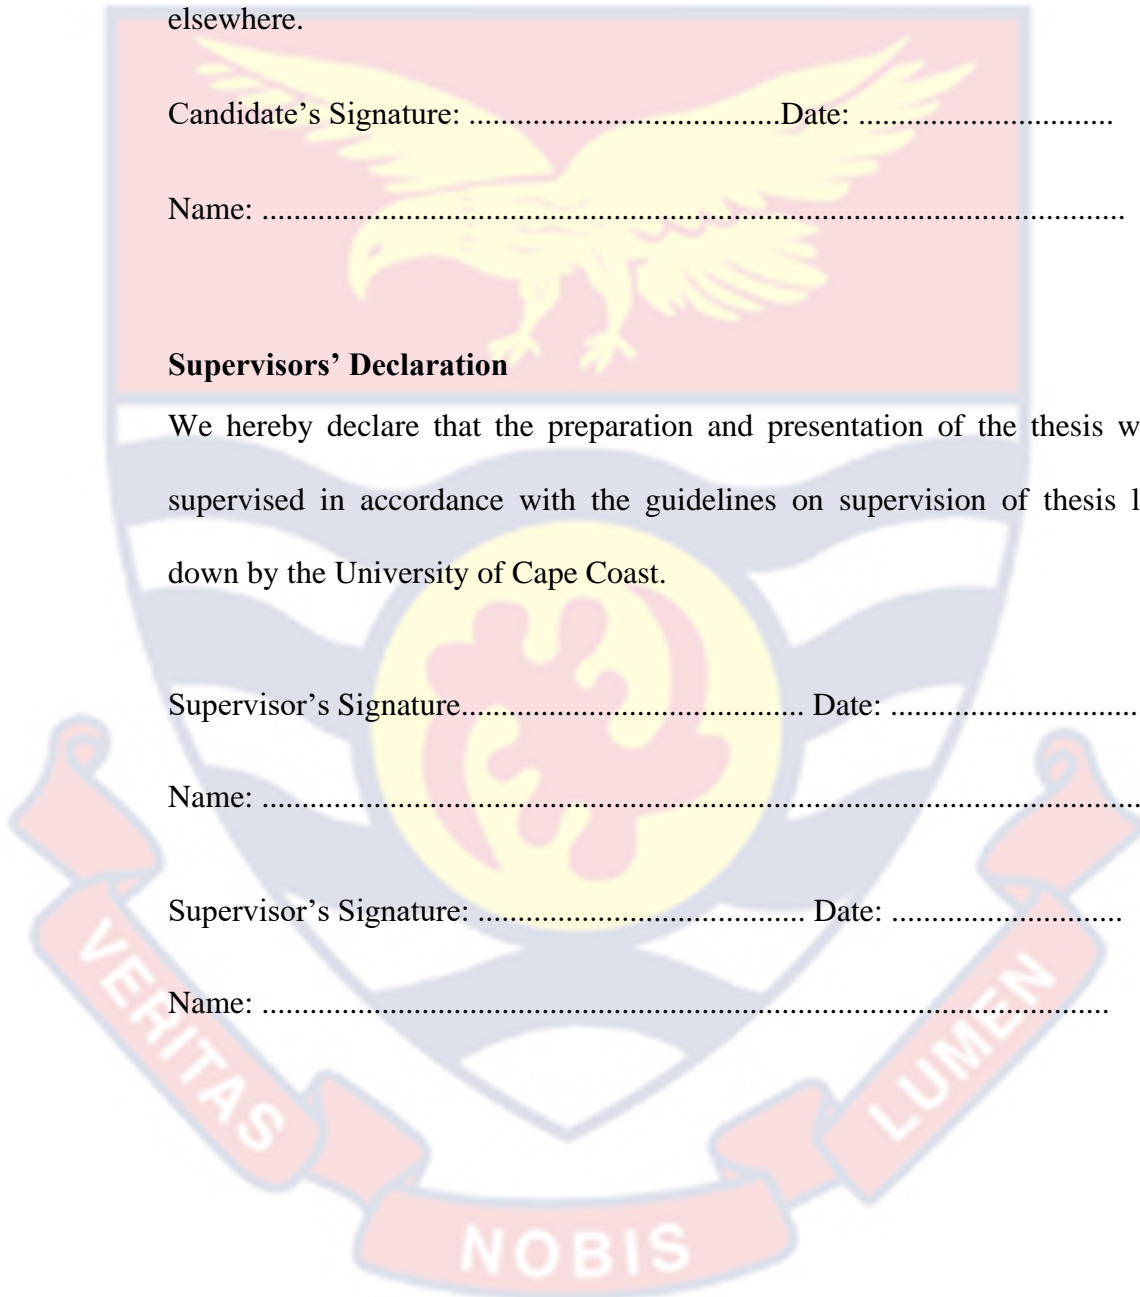 elsewhere.
Candidate’s Signature: .......................................Date: ................................
Name: ............................................................................................................
Supervisors’ Declaration
We hereby declare that the preparation and presentation of the thesis w
supervised in accordance with the guidelines on supervision of thesis l
down by the University of Cape Coast.
Supervisor’s Signature........................................... Date: ...............................
Name: ..............................................................................................................
Supervisor’s Signature: ......................................... Date: .............................
Name: ..........................................................................................................
VERITAS
NOBIS
LUMEN